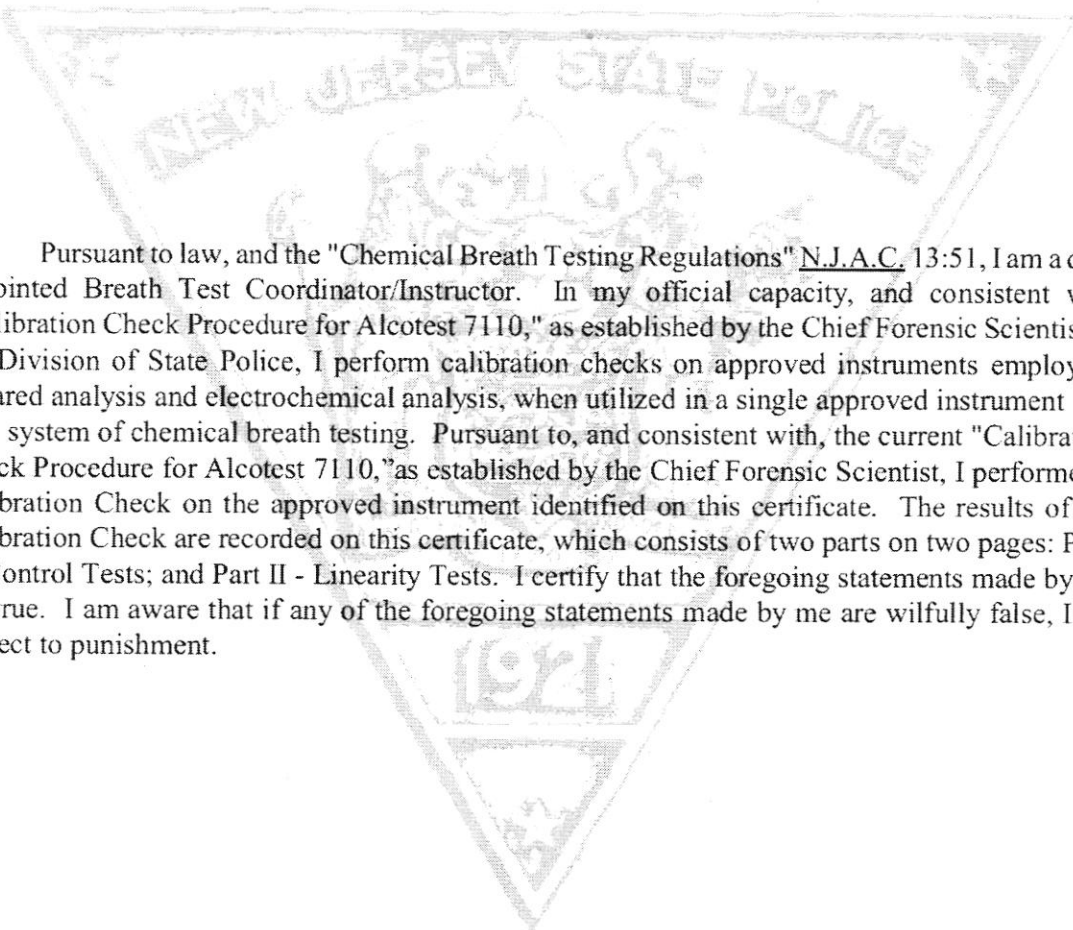 NEW JERSEY STATE POLICE
Pursuant to law, and the "Chemical Breath Testing Regulations" N.J.A.C. 13:51, I am a
ointed Breath Test Coordinator/Instructor. In my official capacity, and consistent
ibration Check Procedure for Alcotest 7110," as established by the Chief Forensic Scientis
Division of State Police, I perform calibration checks on approved instruments employ
ared analysis and electrochemical analysis, when utilized in a single approved instrument
system of chemical breath testing. Pursuant to, and consistent with, the current "Calibra
ck Procedure for Alcotest 7110,"as established by the Chief Forensic Scientist, I performe
bration Check on the approved instrument identified on this certificate. The results of
bration Check are recorded on this certificate, which consists of two parts on two pages: P
ontrol Tests; and Part II - Linearity Tests. I certify that the foregoing statements made by
rue. I am aware that if any of the foregoing statements made by me are wilfully false, I
ect to punishment.
1921